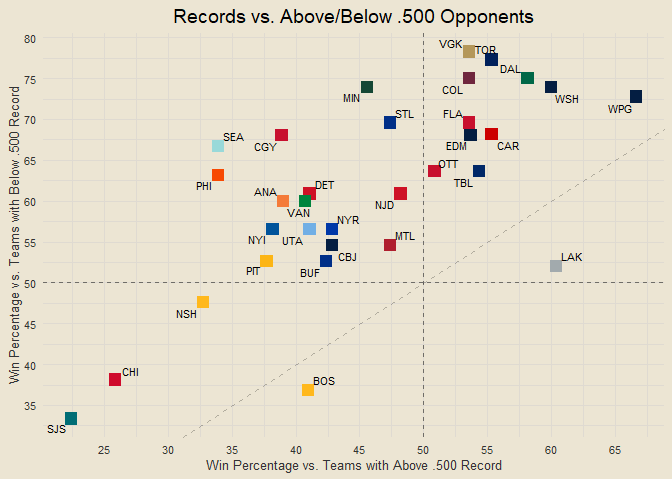 Records vs. Above/Below .500 Opponents
80
VGK
TOR
DAL
75
COL
WSH
MIN
WPG
70
STL
FLA
SEA
CGY
EDM
CAR
65
OTT
PHI
TBL
ANA
DET
60
VAN
NJD
NYR
NYI
UTA
MTL
55
CBJ
LAK
PIT
BUF
50
NSH
45
40
CHI
BOS
35
SJS
25
30
35
40
45
50
55
60
65
Win Percentage vs. Teams with Above .500 Record
Win Percentage vs. Teams with Below .500 Record